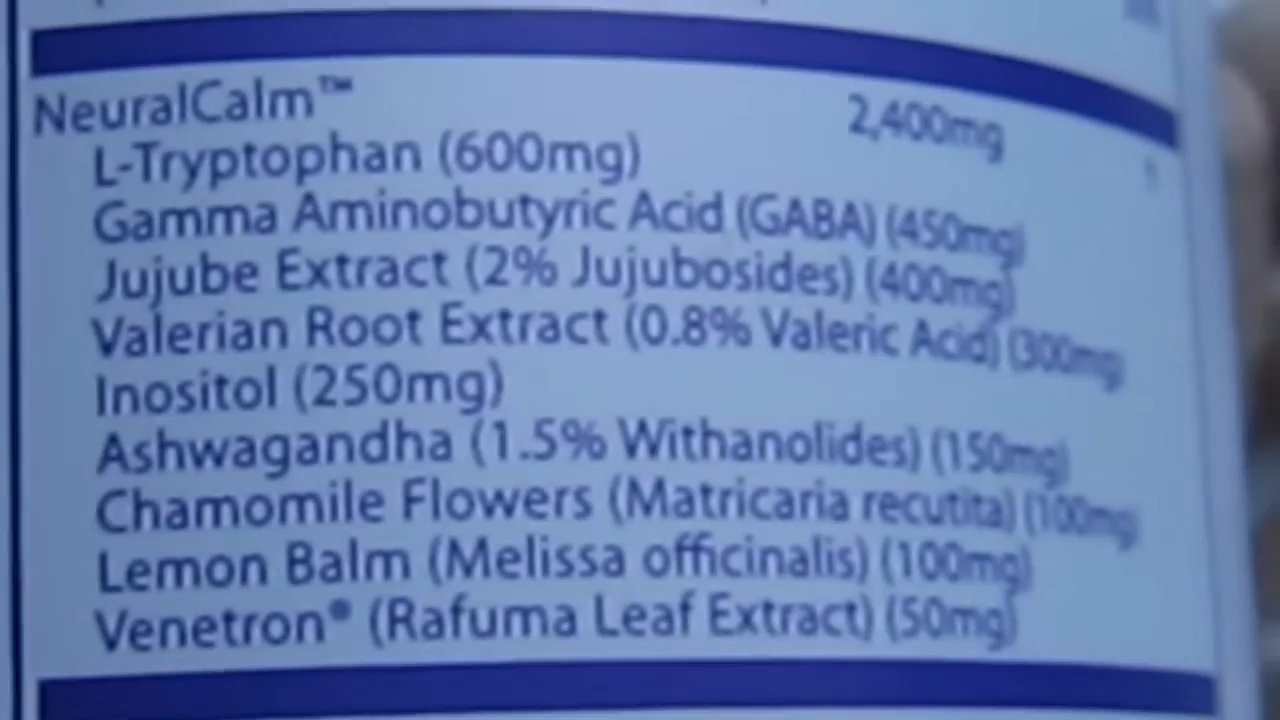 NeuralCalm™ 2,400mg
L-Tryptophan (600mg)
Gamma Aminobutyric Acid (GABA) (450mg)
Jujube Extract (2% Jujubosides) (400mg)
Valerian Root Extract (0.8% Valeric Acid) (300mg
Inositol (250mg)
Ashwagandha (1.5% Withanolides) (150mg)
Chamomile Flowers (Matricaria recutita) (100mg)
Lemon Balm (Melissa officinalis) (100mg)
Venetron® (Rafuma Leaf Extract) (50mg)